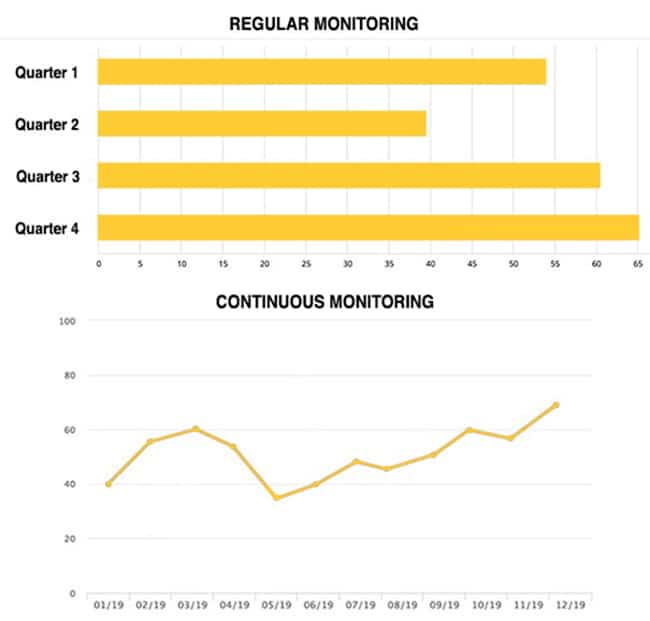 REGULAR MONITORING
Quarter 1
Quarter 2
Quarter 3
Quarter 4
0 5 10 15 20 25 30 35 40 45 50 55 60 65
CONTINUOUS MONITORING
100
80
60
40
20
0
01/19 02/19 03/19 04/19 05/19 06/19 07/19 08/19 09/19 10/19 11/19 12/19